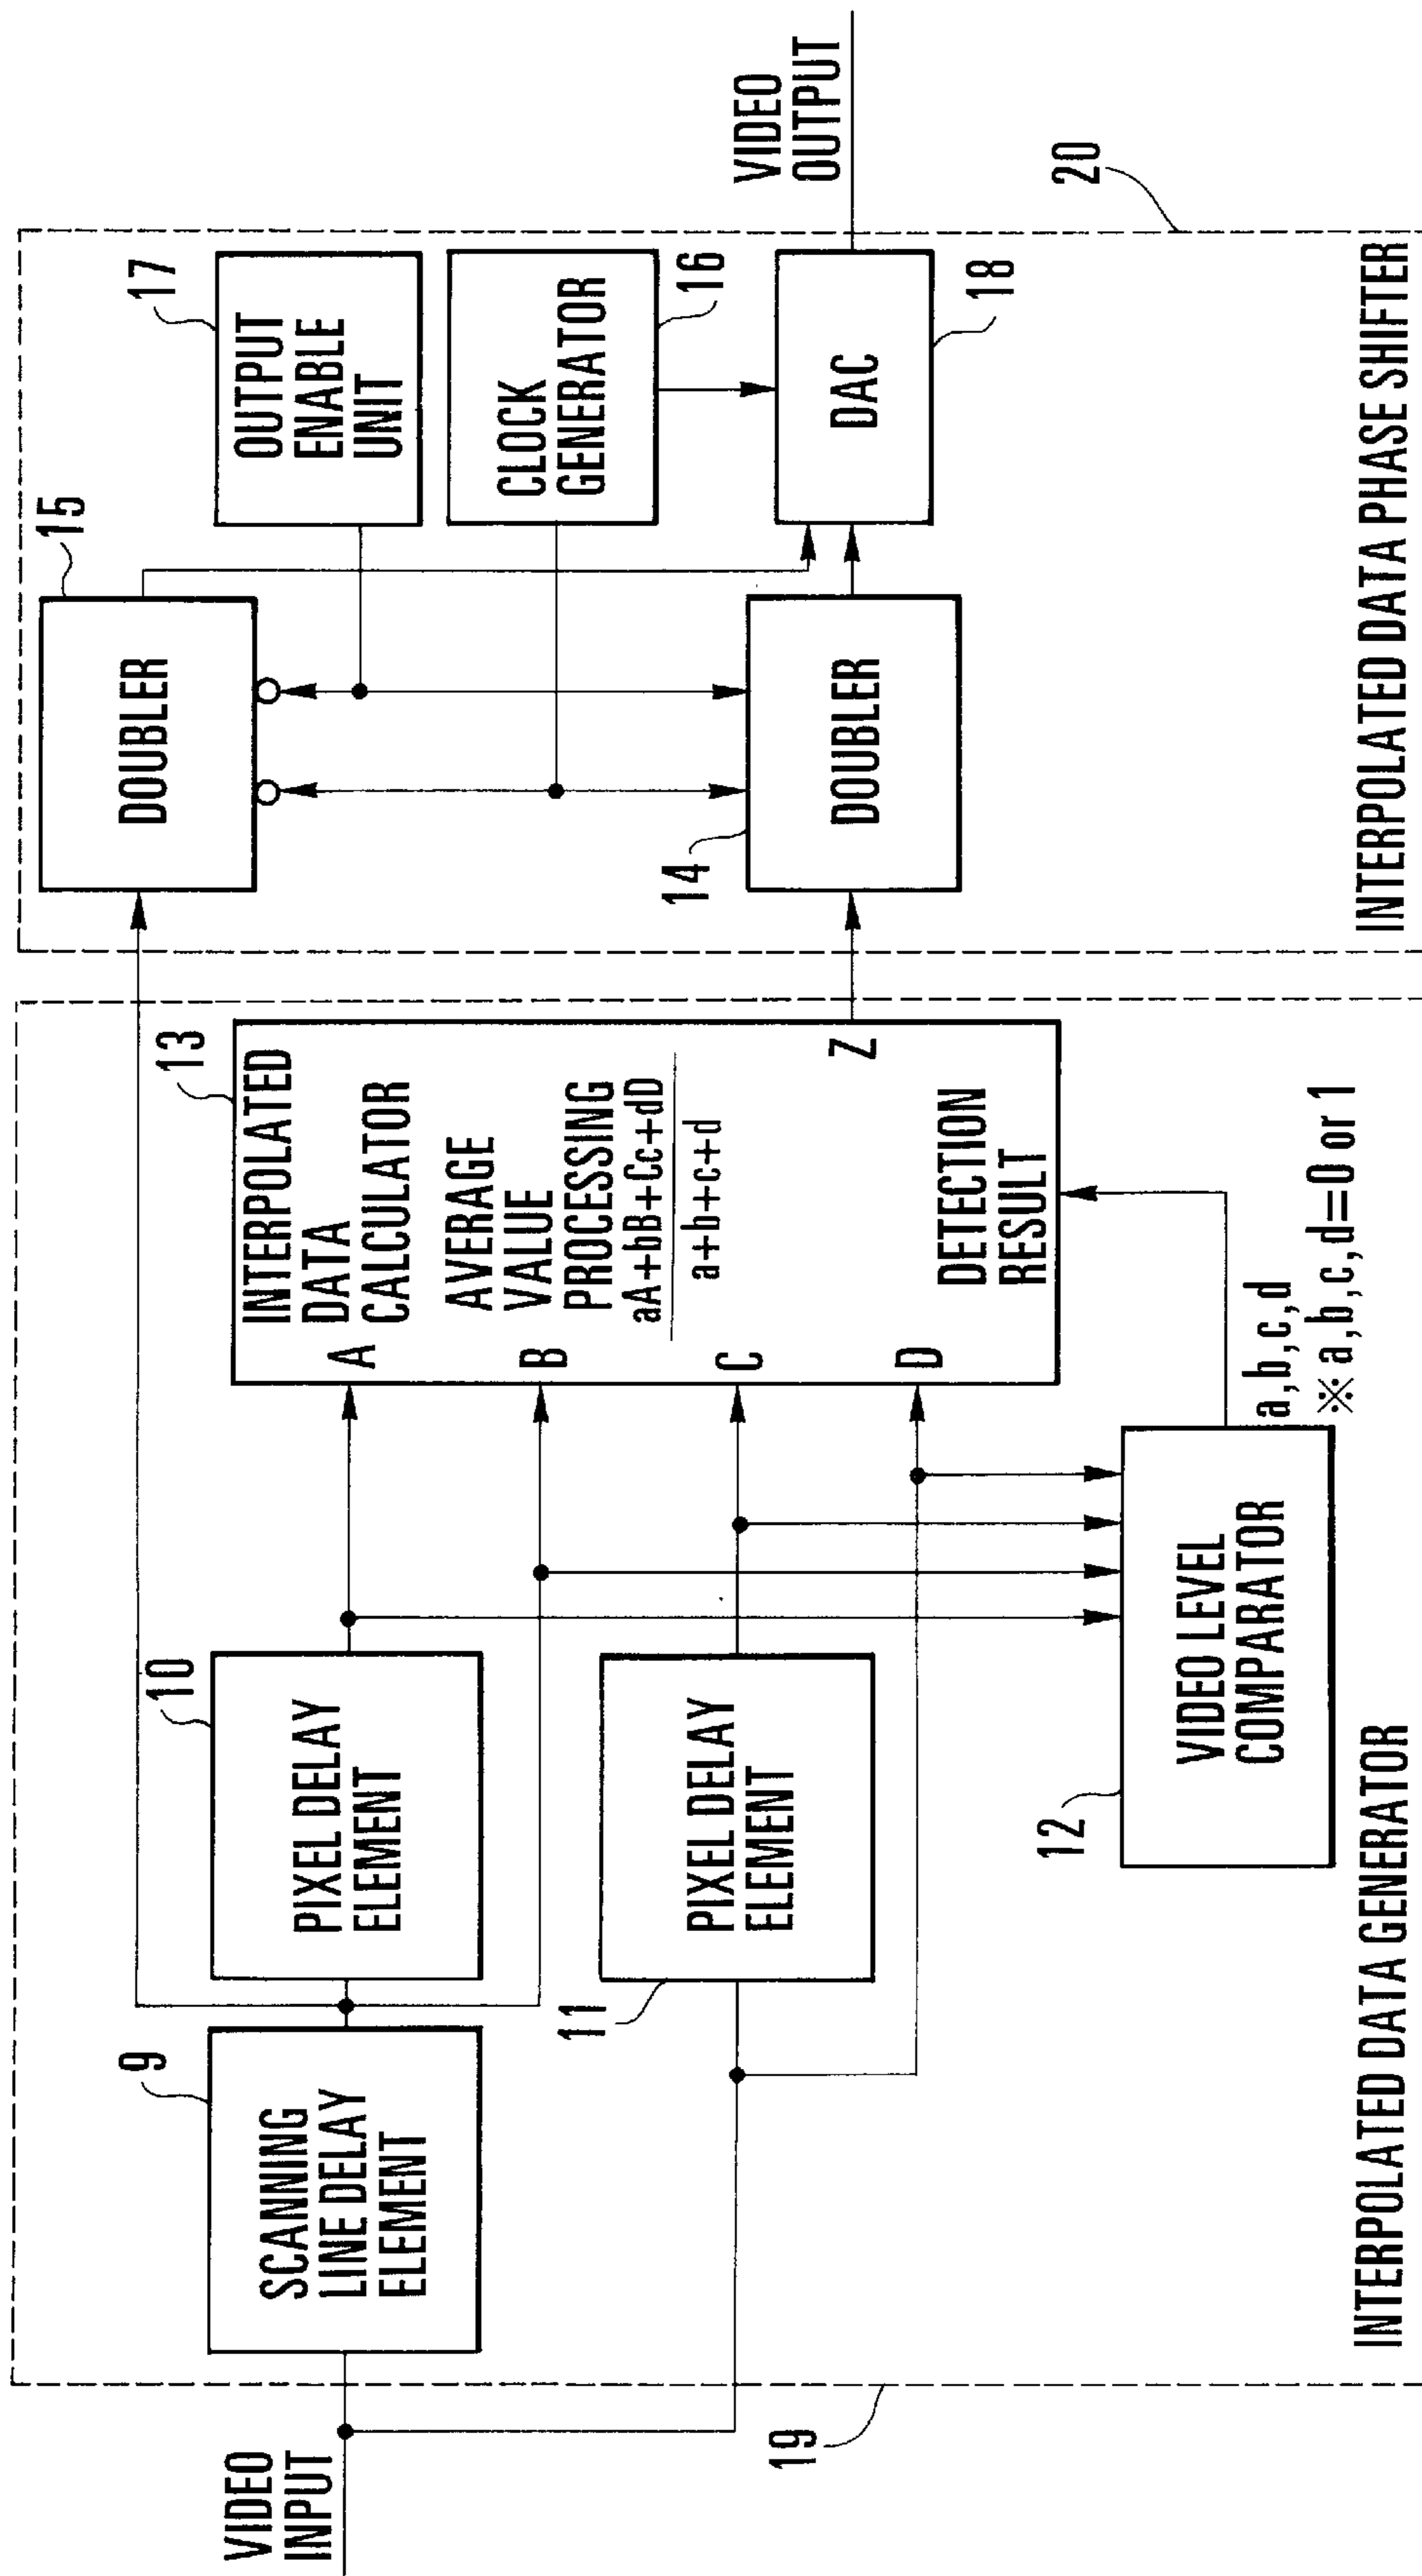 VIDEO
INPUT
19
9
SCANNING
LINE DELAY
ELEMENT
10
PIXEL DELAY
ELEMENT
11
PIXEL DELAY
ELEMENT
12
VIDEO LEVEL
COMPARATOR
a,b,c,d
※ a,b,c,d=0 or 1
13
INTERPOLATED
DATA
CALCULATOR
A
B
C
D
AVERAGE
VALUE
PROCESSING
aA+bB+Cc+dD
a+b+c+d
Z
DETECTION
RESULT
INTERPOLATED DATA GENERATOR
15
DOUBLER
14
DOUBLER
17
OUTPUT
ENABLE
UNIT
CLOCK
GENERATOR
16
DAC
18
VIDEO
OUTPUT
20
INTERPOLATED DATA PHASE SHIFTER